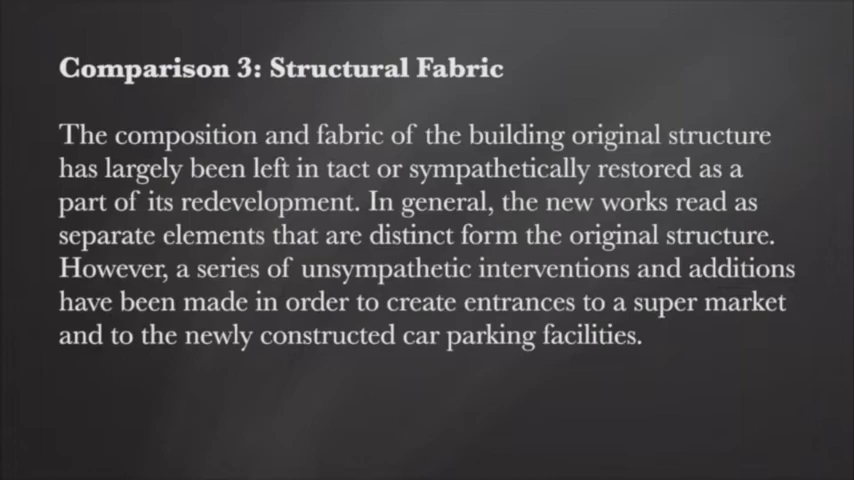 Comparison 3: Structural Fabric
The composition and fabric of the building original structure
has largely been left in tact or sympathetically restored as a
part of its redevelopment. In general, the new works read as
separate elements that are distinct form the original structure.
However, a series of unsympathetic interventions and additions
have been made in order to create entrances to a super market
and to the newly constructed car parking facilities.